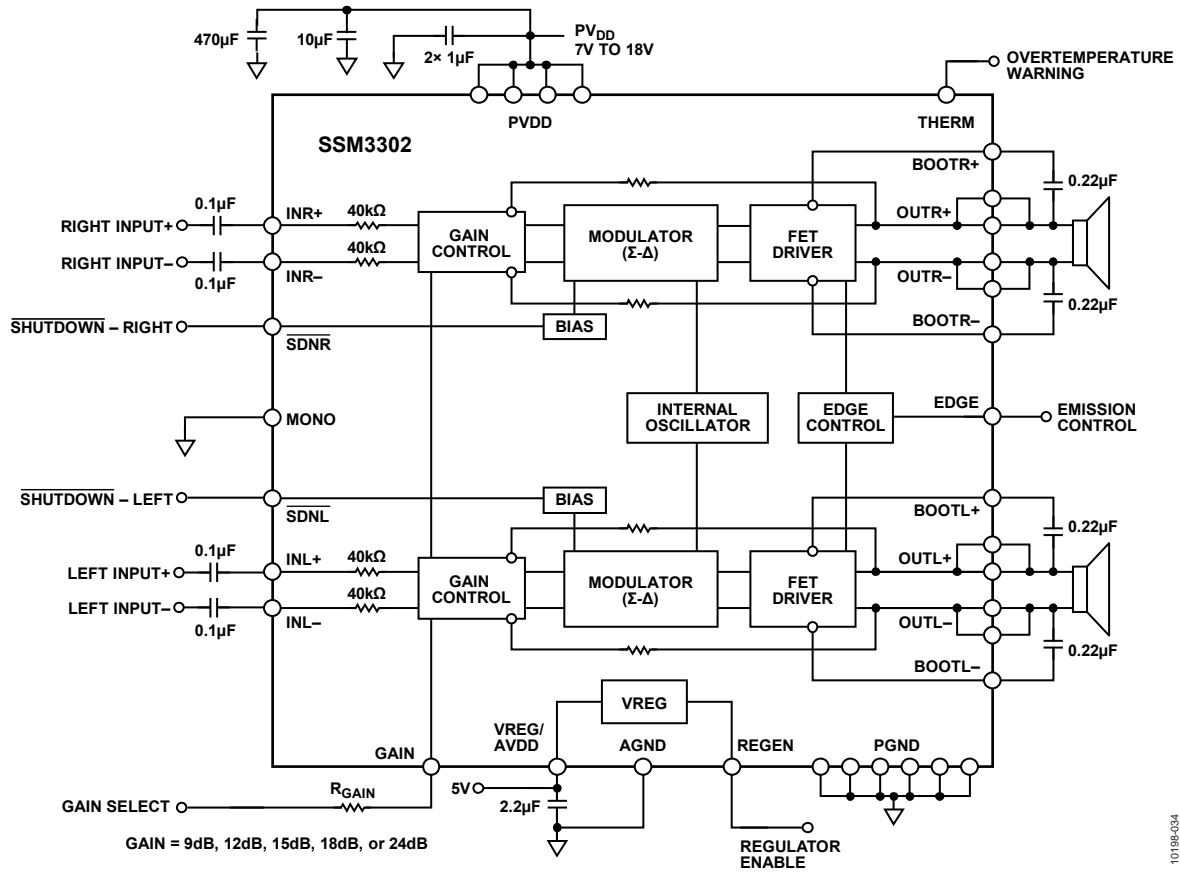 470µF
10µF
2× 1µF
PVDD
7V TO 18V
OVERTEMPERATURE
WARNING
PVDD
THERM
SSM3302
BOOTR+
0.22µF
0.1µF
RIGHT INPUT+
INR+
40kΩ
GAIN
CONTROL
MODULATOR
(Σ-Δ)
FET
DRIVER
OUTR+
RIGHT INPUT–
40kΩ
INR–
0.1µF
OUTR–
0.22µF
SHUTDOWN – RIGHT
SDNR
BIAS
BOOTR–
MONO
INTERNAL
OSCILLATOR
EDGE
CONTROL
EDGE
EMISSION
CONTROL
SHUTDOWN – LEFT
SDNL
BIAS
BOOTL+
0.22µF
0.1µF
LEFT INPUT+
INL+
40kΩ
GAIN
CONTROL
MODULATOR
(Σ-Δ)
FET
DRIVER
OUTL+
LEFT INPUT–
40kΩ
INL–
0.1µF
OUTL–
0.22µF
BOOTL–
VREG
VREG/
AVDD
GAIN
AGND
REGEN
PGND
GAIN SELECT
RGAIN
5V
2.2µF
GAIN = 9dB, 12dB, 15dB, 18dB, or 24dB
REGULATOR
ENABLE
10198-034